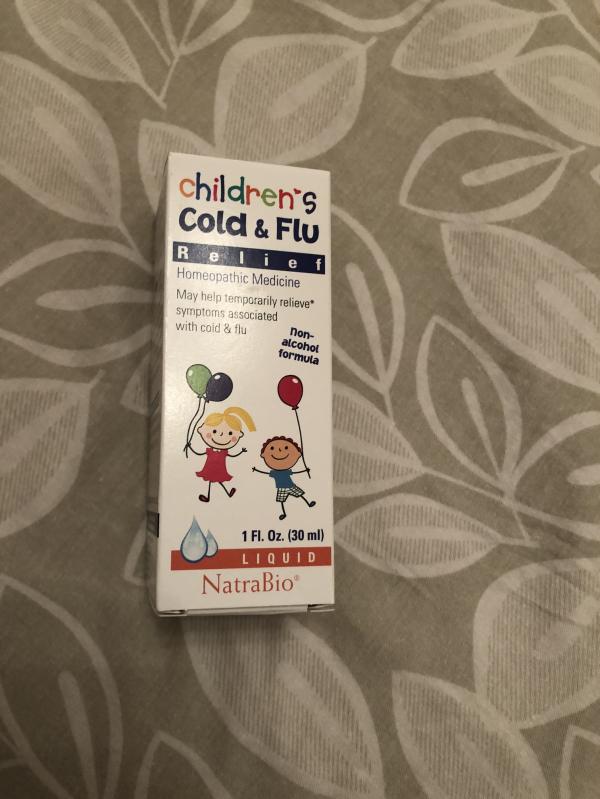 children's
Cold & Flu
Relief
Homeopathic Medicine
May help temporarily relieve*
symptoms associated
with cold & flu
non-
alcohol
formula
1 Fl. Oz. (30 ml)
LIQUID
NatraBio®